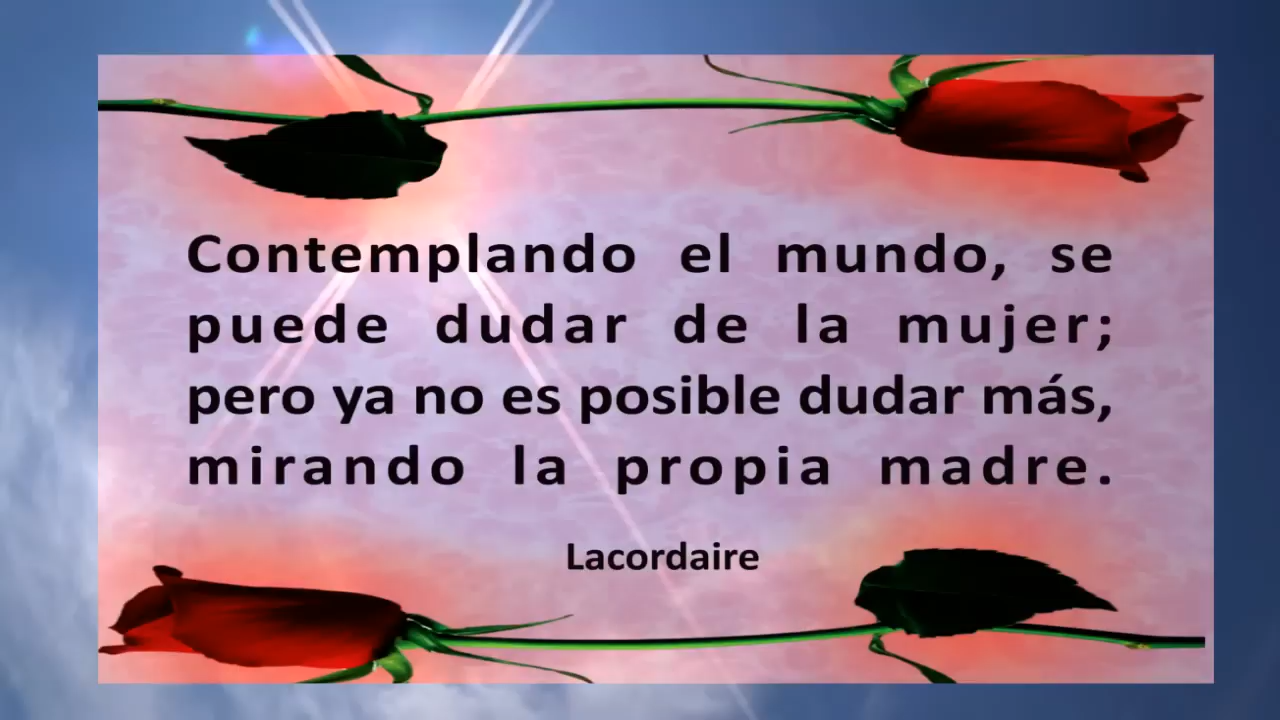 Contemplando el mundo, se
puede dudar de la mujer;
pero ya no es posible dudar más,
mirando la propia madre.
Lacordaire